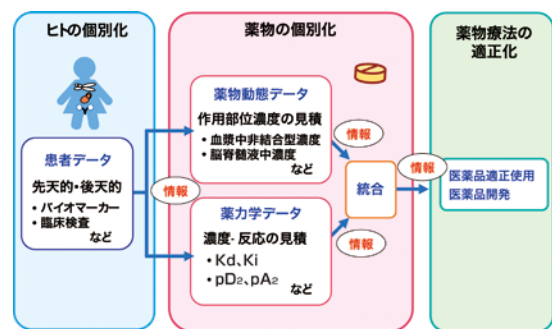 ヒトの個別化
患者データ
先天的・後天的
・バイオマーカー
・臨床検査
など
情報
薬物の個別化
薬物動態データ
作用部位濃度の見積
・血漿中非結合型濃度
・脳脊髄液中濃度
など
薬力学データ
濃度-反応の見積
・Kd、Ki
・pD₂、pA₂
など
情報
情報
統合
情報
薬物療法の
適正化
医薬品適正使用
医薬品開発